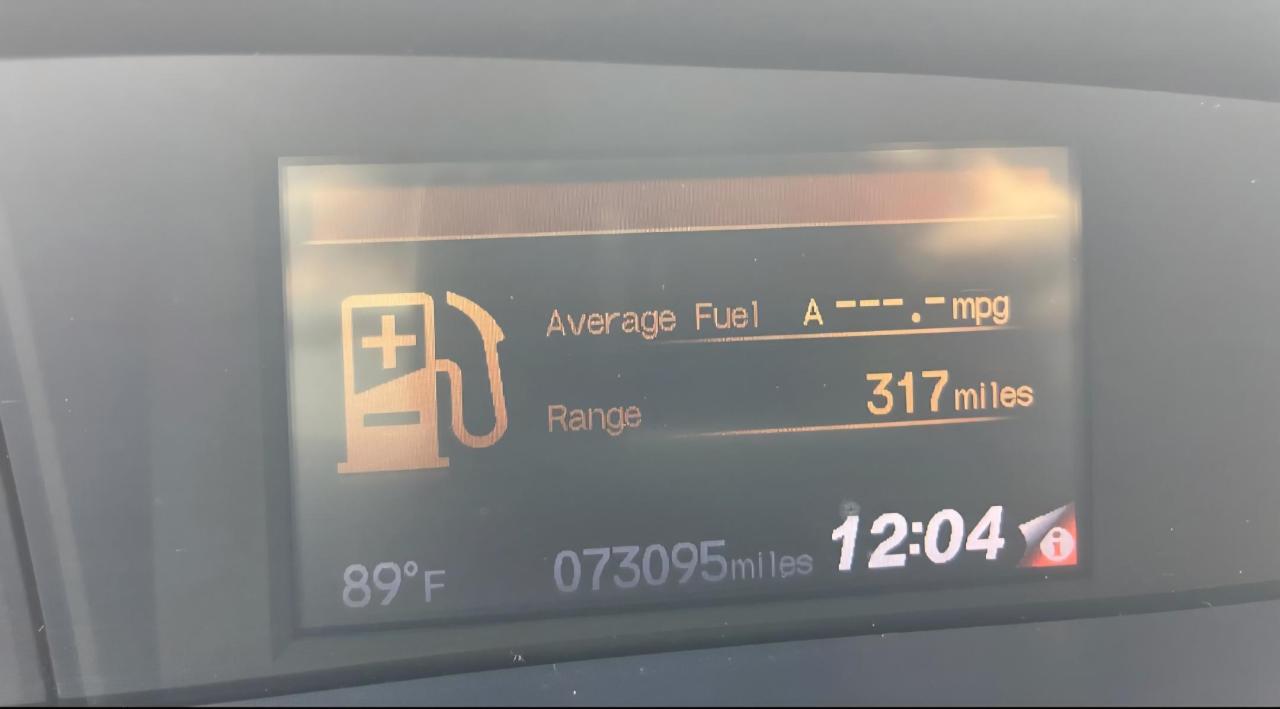 Average Fuel A ---.- mpg
Range 317 miles
89°F 073095 miles 12:04 i